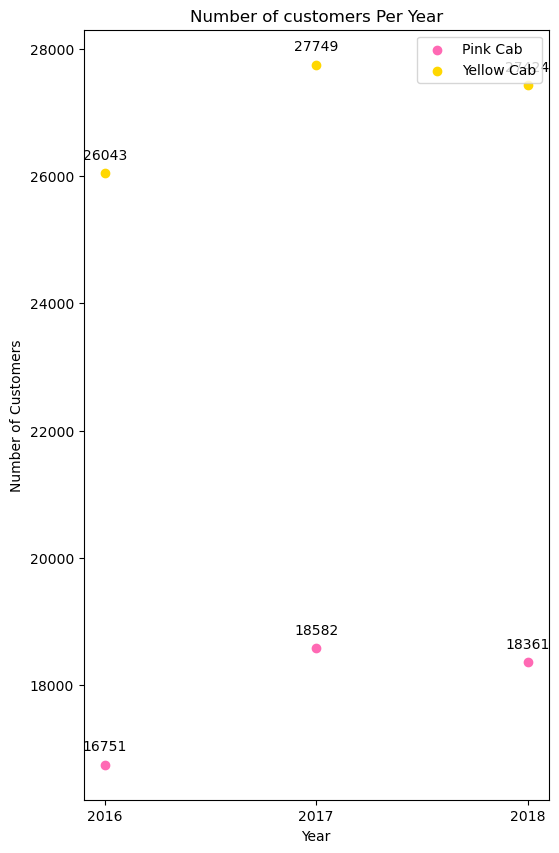 Number of customers Per Year
Pink Cab
Yellow Cab
28000
26000
24000
22000
20000
18000
Number of Customers
27749
26043
18582
18361
16751
2016
2017
2018
Year